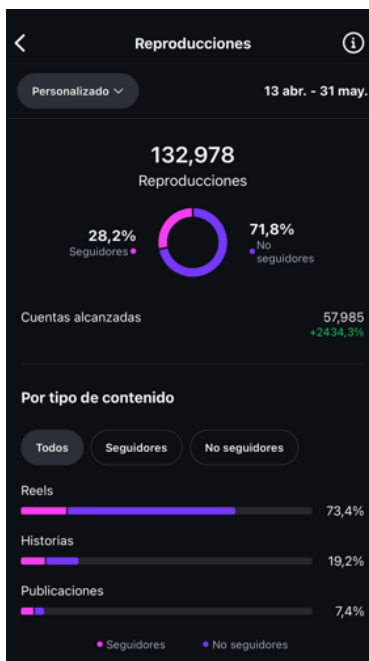 Reproducciones
Personalizado
13 abr. - 31 may.
132,978
Reproducciones
28,2%
Seguidores
71,8%
No
seguidores
Cuentas alcanzadas
57,985
+2434,3%
Por tipo de contenido
Todos
Seguidores
No seguidores
Reels
73,4%
Historias
19,2%
Publicaciones
7,4%
Seguidores
No seguidores